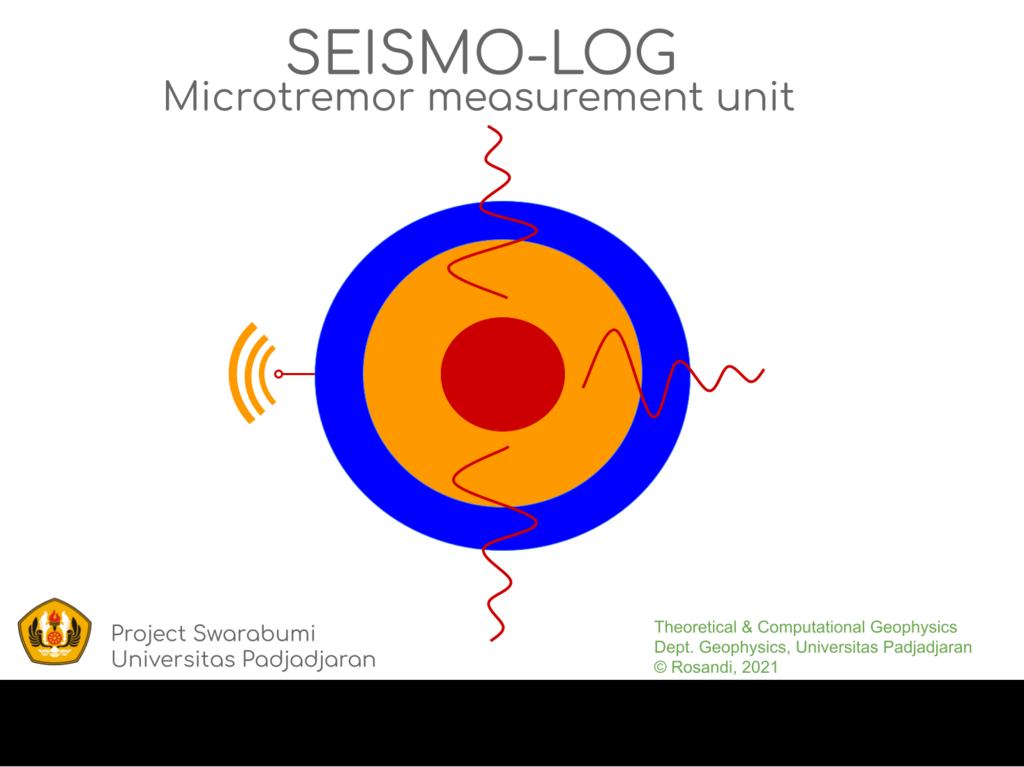 SEISMO-LOG
Microtremor measurement unit
Project Swarabumi
Universitas Padjadjaran
Theoretical & Computational Geophysics
Dept. Geophysics, Universitas Padjadjaran
© Rosandi, 2021